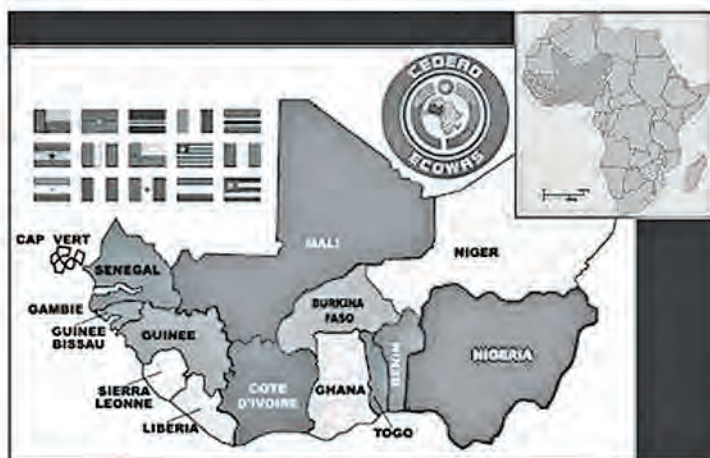 CEDEAO
ECOWAS
CAP VERT
SENEGAL
MALI
NIGER
GAMBIE
GUINEE
BISSAU
GUINEE
BURKINA
FASO
BENIN
NIGERIA
SIERRA
LEONNE
LIBERIA
COTE
D'IVOIRE
GHANA
TOGO